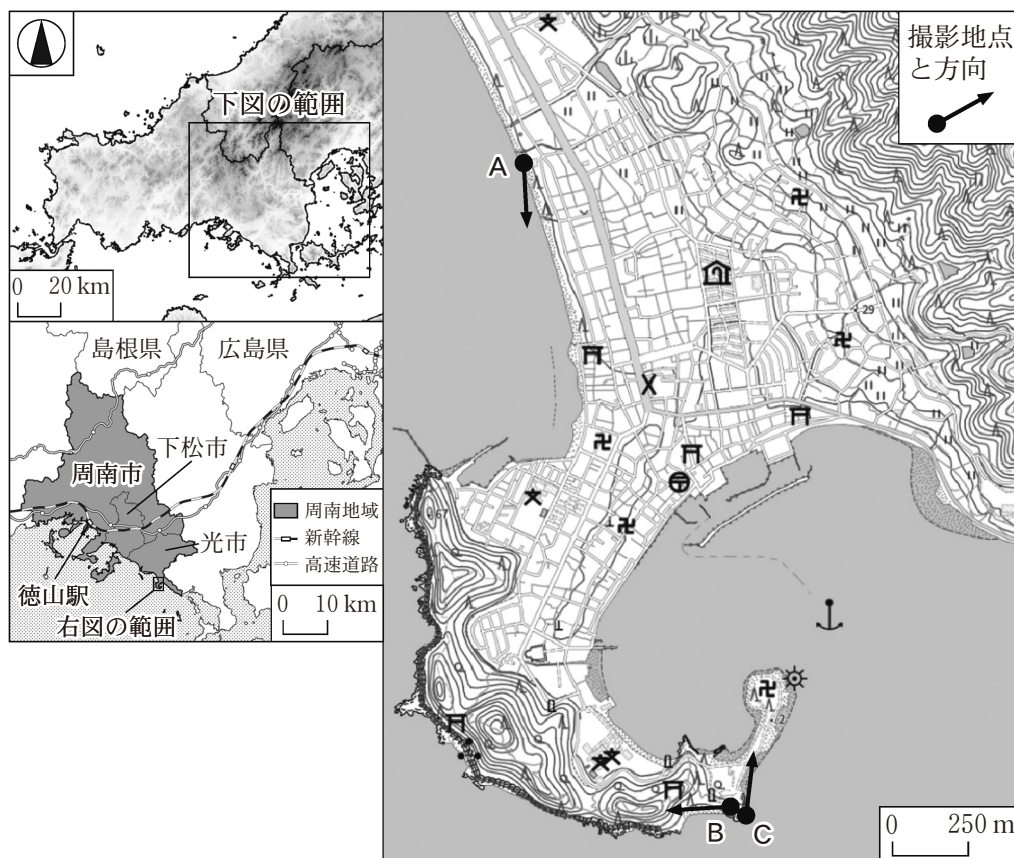 下図の範囲
0 20 km
島根県
広島県
下松市
周南市
光市
徳山駅
右図の範囲
周南地域
新幹線
高速道路
0 10 km
撮影地点
と方向
A
29
67
2
B
C
0 250 m